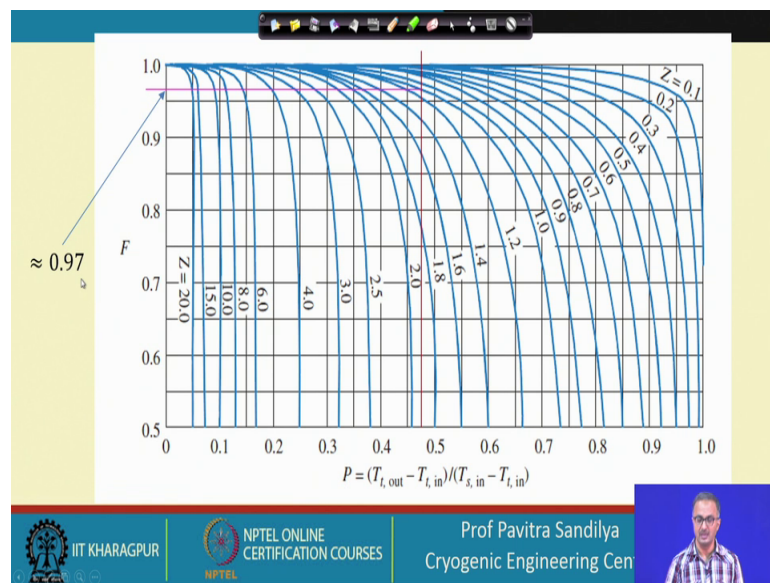 1.0
0.9
0.8
0.7
0.6
0.5
F
≈ 0.97
Z = 0.1
0.2
0.3
0.4
0.5
0.6
0.7
0.8
0.9
1.0
1.2
1.4
1.6
1.8
2.0
2.5
3.0
4.0
6.0
8.0
10.0
15.0
Z = 20.0
0 0.1 0.2 0.3 0.4 0.5 0.6 0.7 0.8 0.9 1.0
P = (T_t, out − T_t, in)/(T_s, in − T_t, in)
IIT KHARAGPUR
NPTEL
NPTEL ONLINE
CERTIFICATION COURSES
Prof Pavitra Sandilya
Cryogenic Engineering Cen